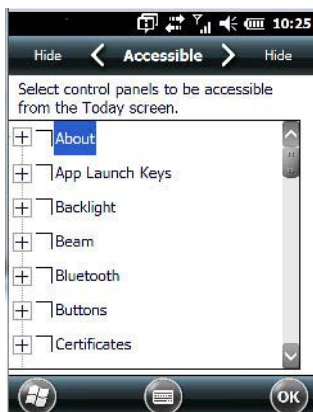 10:25
Hide Accessible Hide
Select control panels to be accessible
from the Today screen.
About
App Launch Keys
Backlight
Beam
Bluetooth
Buttons
Certificates
OK